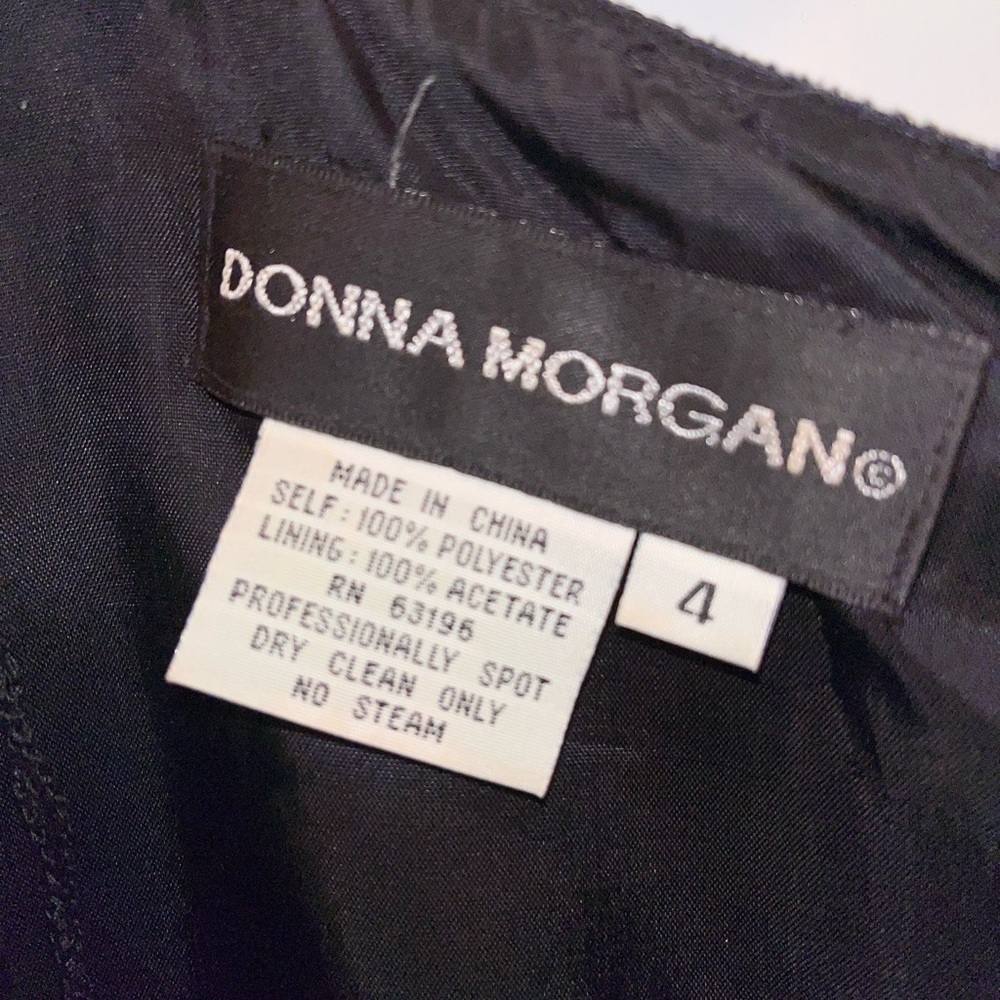 DONNA MORGAN©
MADE IN CHINA
SELF: 100% POLYESTER
LINING: 100% ACETATE
RN 63196
PROFESSIONALLY SPOT
DRY CLEAN ONLY
NO STEAM
4